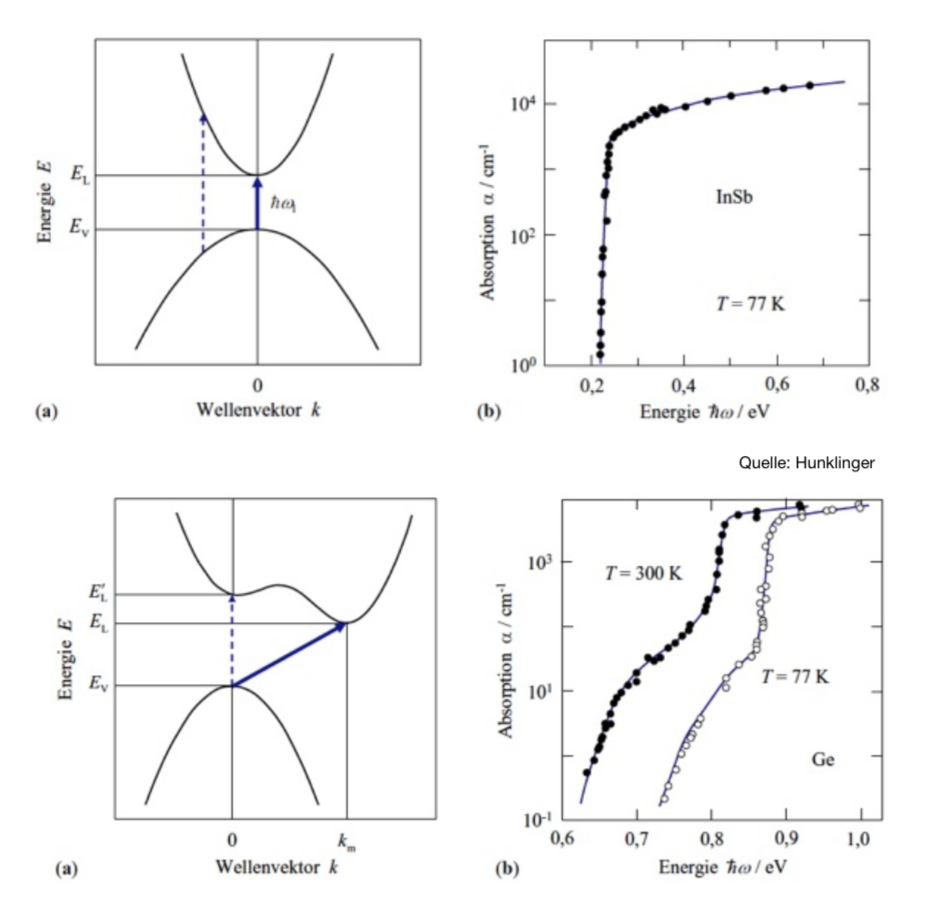 Energie E
E_L
E_V
ħω₁
0
Wellenvektor k
(a)
Absorption α / cm⁻¹
10⁴
10²
10⁰
InSb
T = 77 K
0,2 0,4 0,6 0,8
Energie ħω / eV
(b)
Quelle: Hunklinger
Energie E
E'_L
E_L
E_V
0 k_m
Wellenvektor k
(a)
Absorption α / cm⁻¹
10³
10¹
10⁻¹
T = 300 K
T = 77 K
Ge
0,6 0,7 0,8 0,9 1,0
Energie ħω / eV
(b)